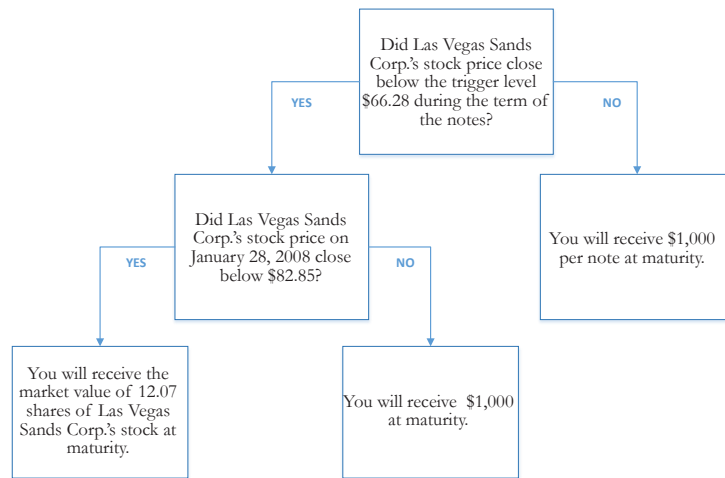 Did Las Vegas Sands
Corp.'s stock price close
below the trigger level
$66.28 during the term of
the notes?
YES
NO
Did Las Vegas Sands
Corp.'s stock price on
January 28, 2008 close
below $82.85?
You will receive $1,000
per note at maturity.
YES
NO
You will receive the
market value of 12.07
shares of Las Vegas
Sands Corp.'s stock at
maturity.
You will receive $1,000
at maturity.